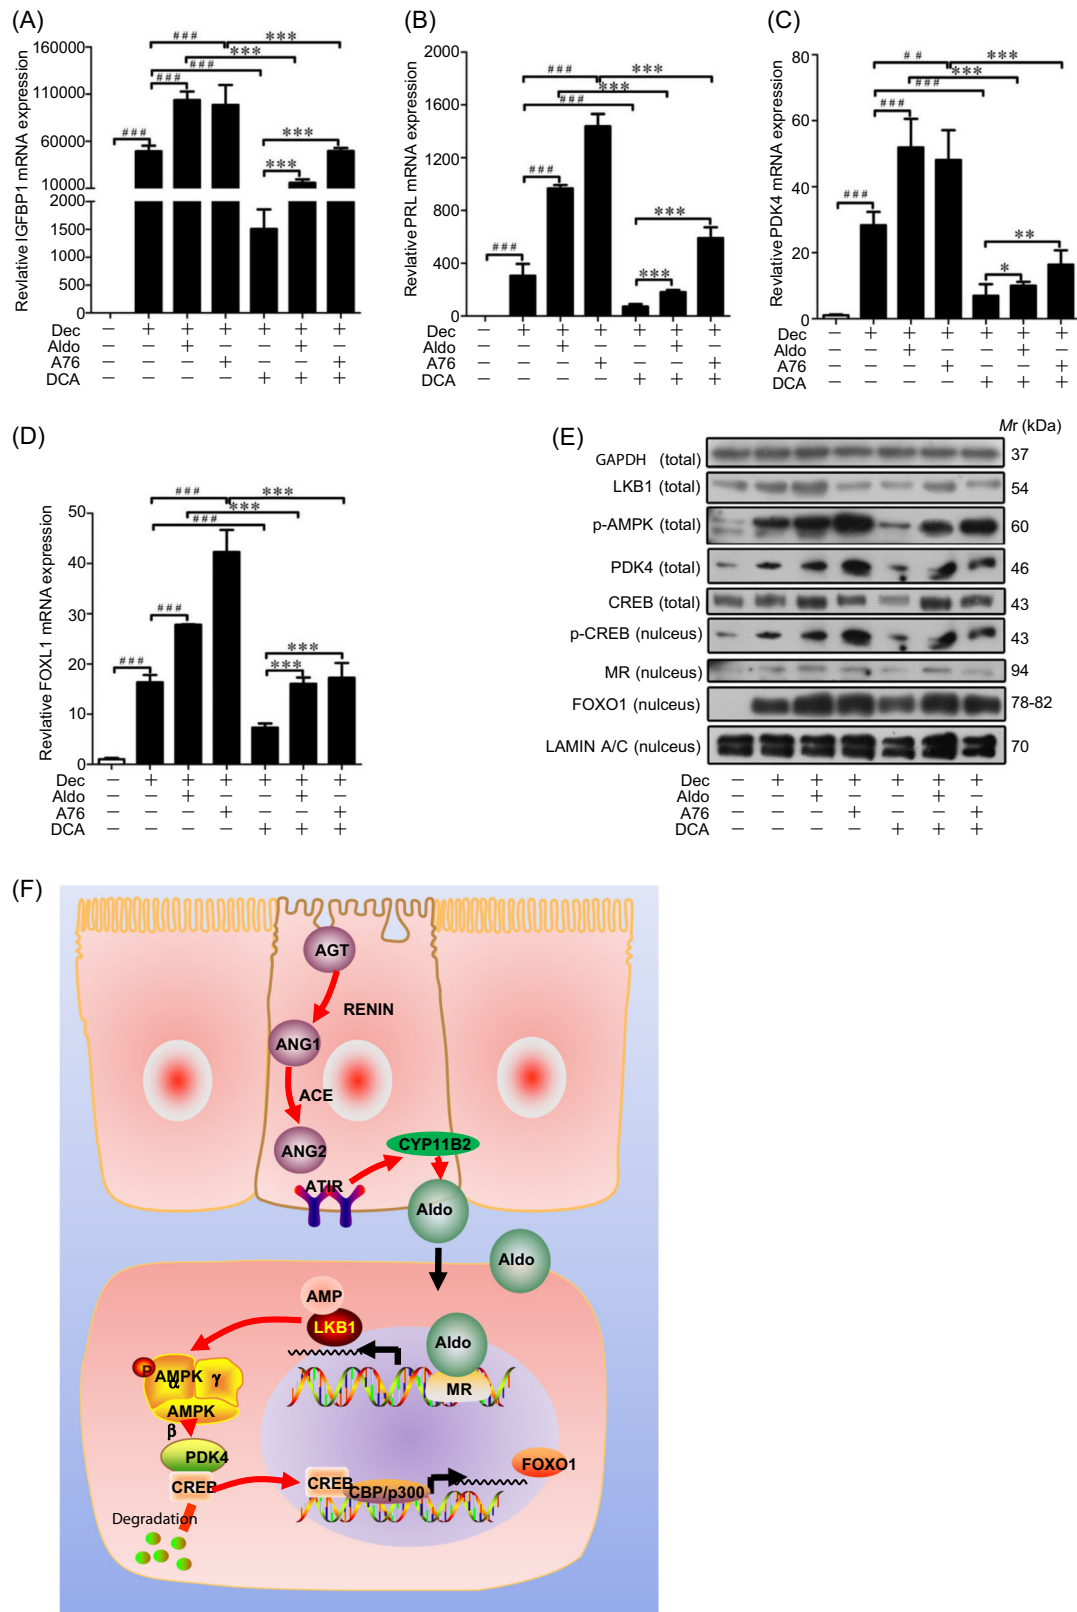 (A)
Revlative IGFBP1 mRNA expression
160000
110000
60000
10000
2000
1500
1000
500
0
###
###
###
###
***
***
***
***
Dec − + + + + + +
Aldo − − + − − + −
A76 − − − + − − +
DCA − − − − + + +
(B)
Revlative PRL mRNA expression
2000
1600
1200
800
400
0
###
###
###
###
***
***
***
***
Dec − + + + + + +
Aldo − − + − − + −
A76 − − − + − − +
DCA − − − − + + +
(C)
Revlative PDK4 mRNA expression
80
60
40
20
0
###
###
##
###
***
***
*
**
Dec − + + + + + +
Aldo − − + − − + −
A76 − − − + − − +
DCA − − − − + + +
(D)
Revlative FOXL1 mRNA expression
50
40
30
20
10
0
###
###
###
###
***
***
***
***
Dec − + + + + + +
Aldo − − + − − + −
A76 − − − + − − +
DCA − − − − + + +
(E)
Mr (kDa)
GAPDH (total) 37
LKB1 (total) 54
p-AMPK (total) 60
PDK4 (total) 46
CREB (total) 43
p-CREB (nulceus) 43
MR (nulceus) 94
FOXO1 (nulceus) 78-82
LAMIN A/C (nulceus) 70
Dec − + + + + + +
Aldo − − + − − + −
A76 − − − + − − +
DCA − − − − + + +
(F)
AGT
RENIN
ANG1
ACE
ANG2
CYP11B2
ATIR
Aldo
Aldo
AMP
LKB1
Aldo
MR
P
AMPK
α
γ
AMPK
β
PDK4
CREB
CREB
CBP/p300
FOXO1
Degradation